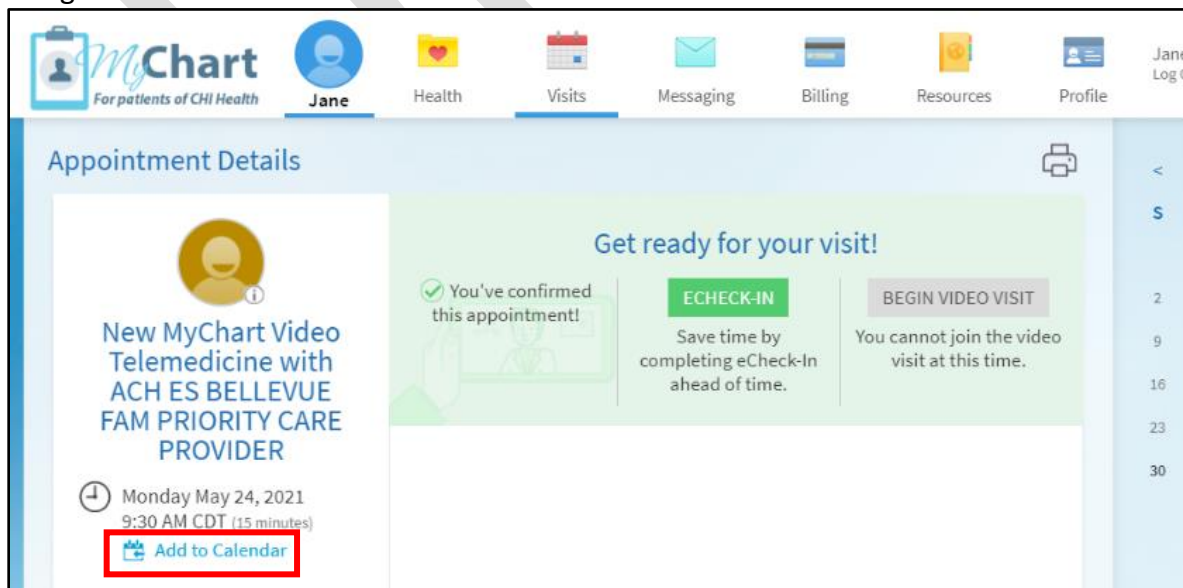 MyChart
For patients of CHI Health
Jane
Health
Visits
Messaging
Billing
Resources
Profile
Jane
Log
Appointment Details
<
S
2
9
16
23
30
New MyChart Video
Telemedicine with
ACH ES BELLEVUE
FAM PRIORITY CARE
PROVIDER
Monday May 24, 2021
9:30 AM CDT (15 minutes)
Add to Calendar
Get ready for your visit!
You've confirmed
this appointment!
ECHECK-IN
Save time by
completing eCheck-In
ahead of time.
BEGIN VIDEO VISIT
You cannot join the video
visit at this time.